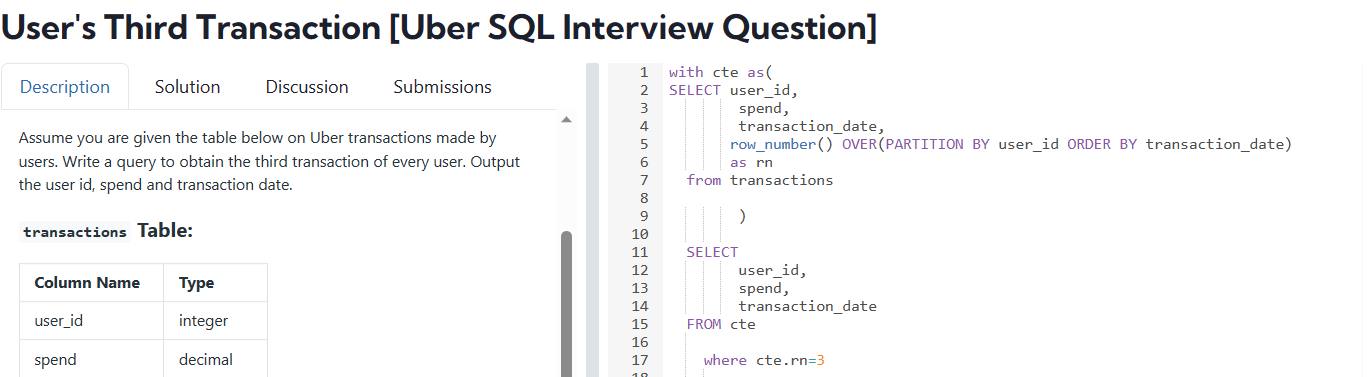 User's Third Transaction [Uber SQL Interview Question]
Description Solution Discussion Submissions
Assume you are given the table below on Uber transactions made by
users. Write a query to obtain the third transaction of every user. Output
the user id, spend and transaction date.
transactions Table:
Column Name Type
user_id integer
spend decimal
1 with cte as(
2 SELECT user_id,
3 spend,
4 transaction_date,
5 row_number() OVER(PARTITION BY user_id ORDER BY transaction_date)
6 as rn
7 from transactions
8
9 )
10
11 SELECT
12 user_id,
13 spend,
14 transaction_date
15 FROM cte
16
17 where cte.rn=3
18